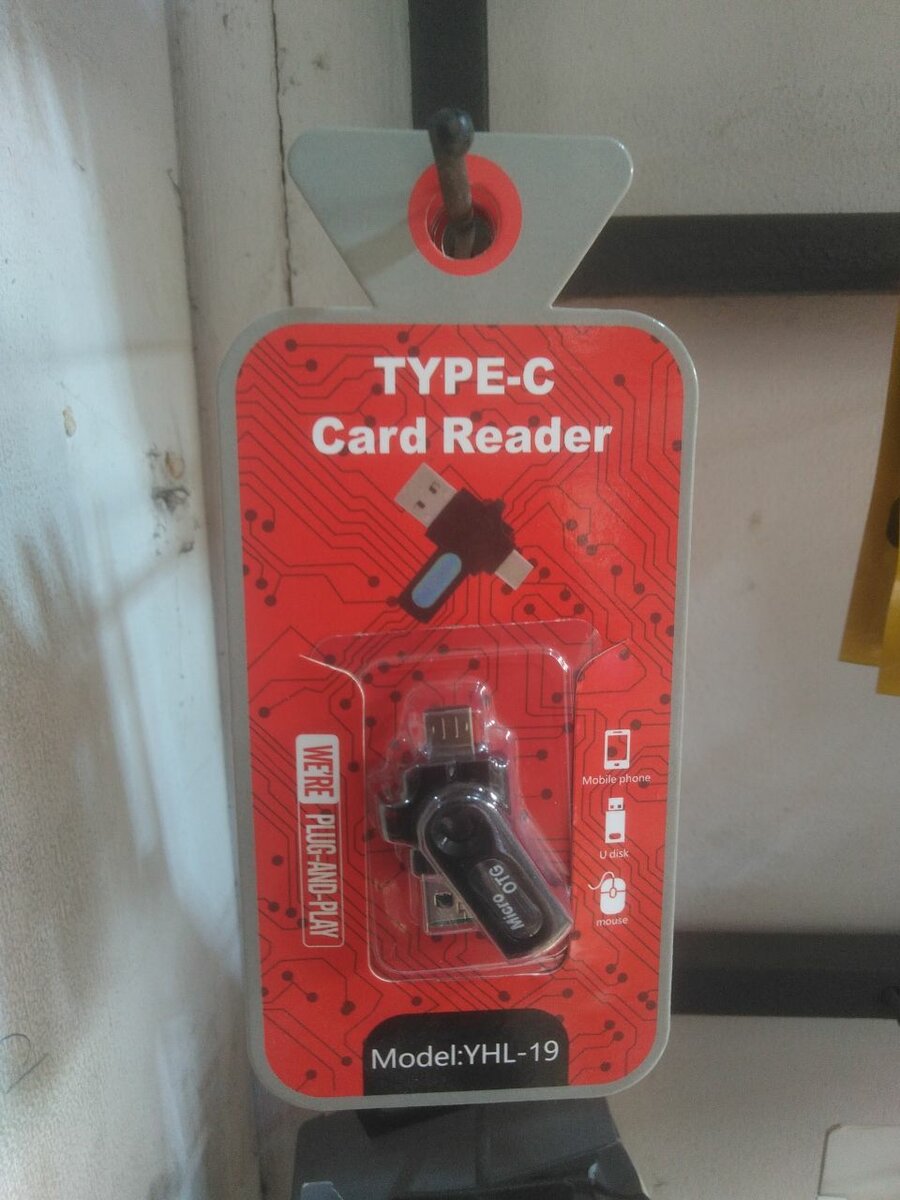 TYPE-C
Card Reader
WE'RE PLUG-AND-PLAY
Mobile phone
U disk
mouse
Micro
OTG
Model:YHL-19